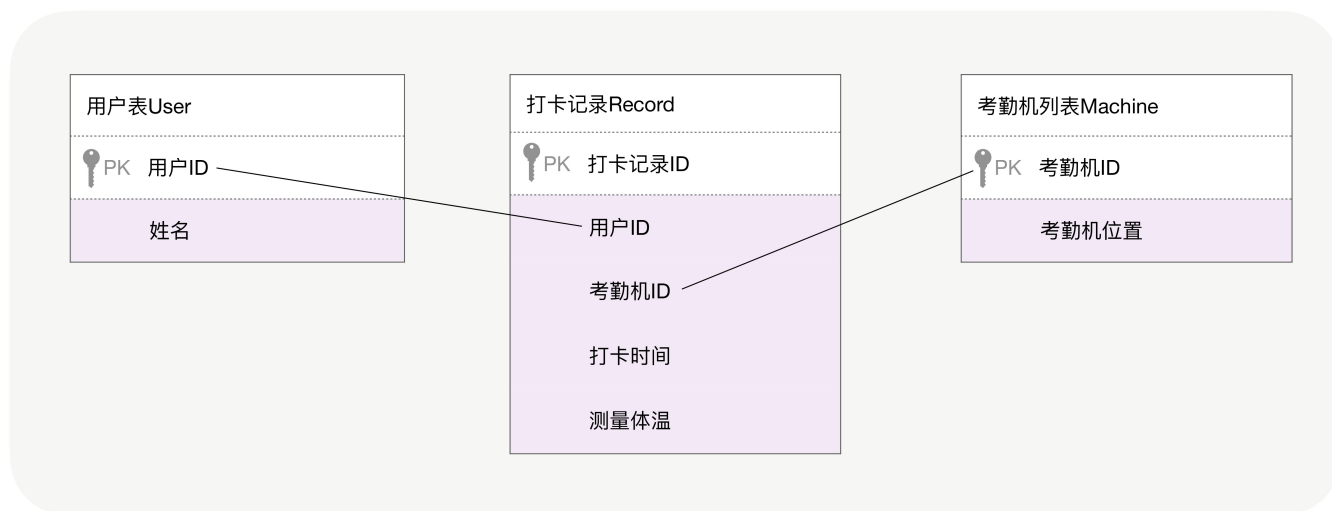 用户表User
PK 用户ID
姓名
打卡记录Record
PK 打卡记录ID
用户ID
考勤机ID
打卡时间
测量体温
考勤机列表Machine
PK 考勤机ID
考勤机位置